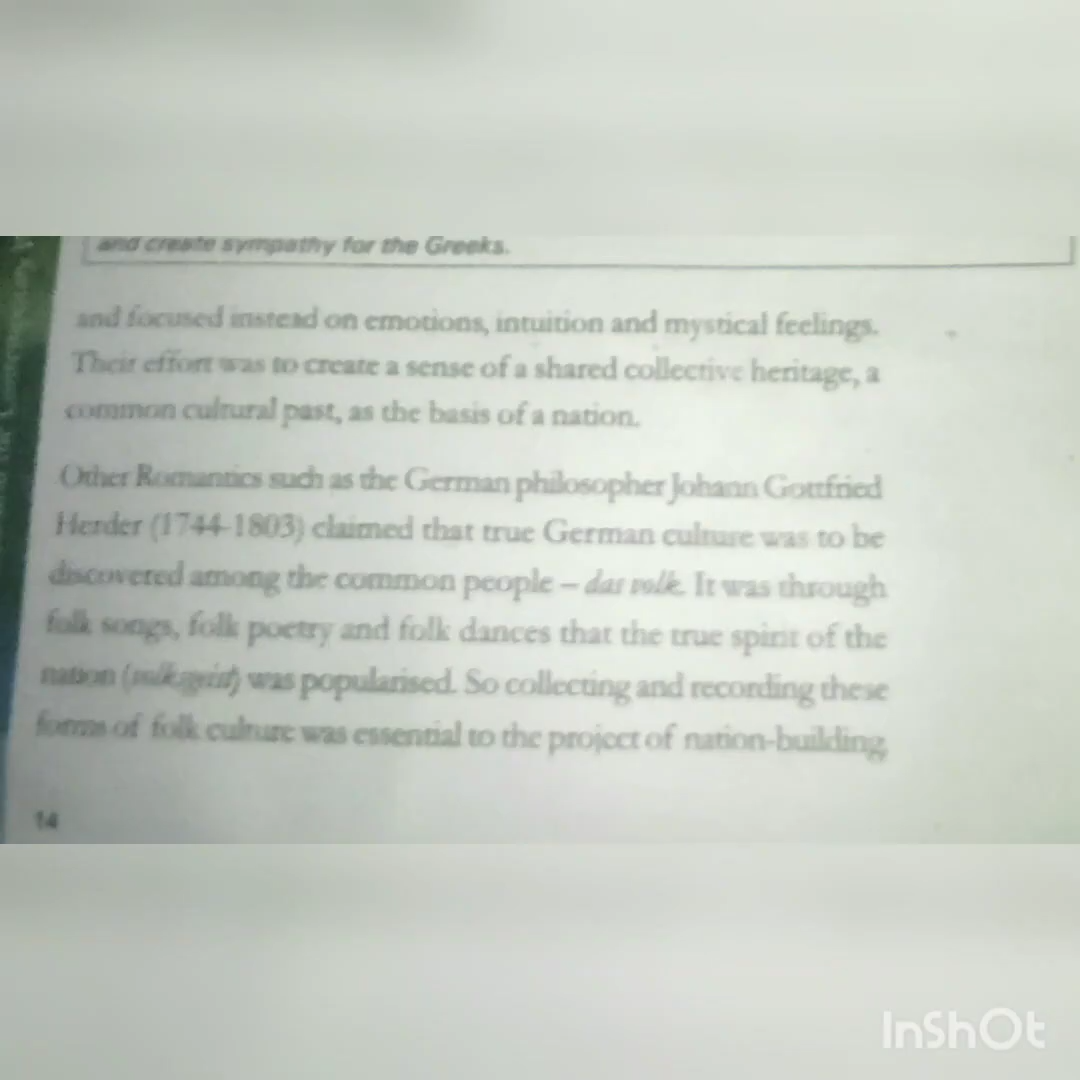 and create sympathy for the Greeks.
and focused instead on emotions, intuition and mystical feelings.
Their effort was to create a sense of a shared collective heritage, a
common cultural past, as the basis of a nation.
Other Romantics such as the German philosopher Johann Gottfried
Herder (1744-1803) claimed that true German culture was to be
discovered among the common people – das volk. It was through
folk songs, folk poetry and folk dances that the true spirit of the
nation (volksgeist) was popularised. So collecting and recording these
forms of folk culture was essential to the project of nation-building.
14
InShOt